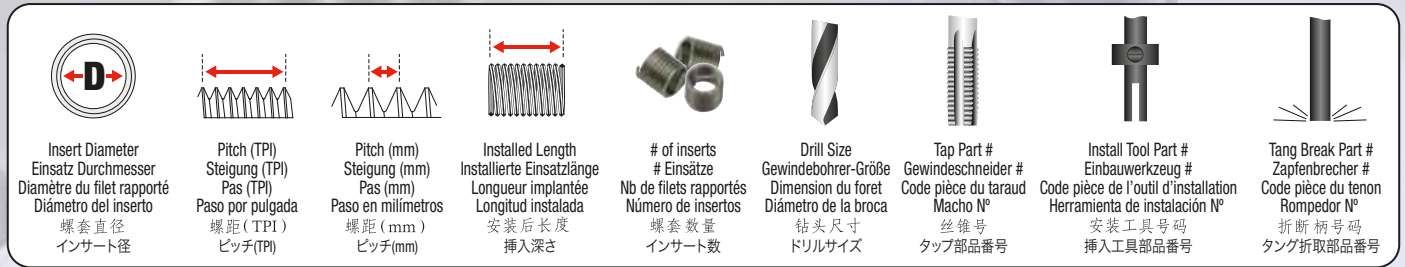 D
Insert Diameter
Einsatz Durchmesser
Diamètre du filet rapporté
Diámetro del inserto
螺套直径
インサート径
Pitch (TPI)
Steigung (TPI)
Pas (TPI)
Paso por pulgada
螺距(TPI)
ピッチ(TPI)
Pitch (mm)
Steigung (mm)
Pas (mm)
Paso en milímetros
螺距(mm)
ピッチ(mm)
Installed Length
Installierte Einsatzlänge
Longueur implantée
Longitud instalada
安装后长度
挿入深さ
# of inserts
# Einsätze
Nb de filets rapportés
Número de insertos
螺套数量
インサート数
Drill Size
Gewindebohrer-Größe
Dimension du foret
Diámetro de la broca
钻头尺寸
ドリルサイズ
Tap Part #
Gewindeschneider #
Code pièce du taraud
Macho Nº
丝锥号
タップ部品番号
Install Tool Part #
Einbauwerkzeug #
Code pièce de l'outil d'installation
Herramienta de instalación Nº
安装工具号码
挿入工具部品番号
Tang Break Part #
Zapfenbrecher #
Code pièce du tenon
Rompedor Nº
折断柄号码
タング折取部品番号